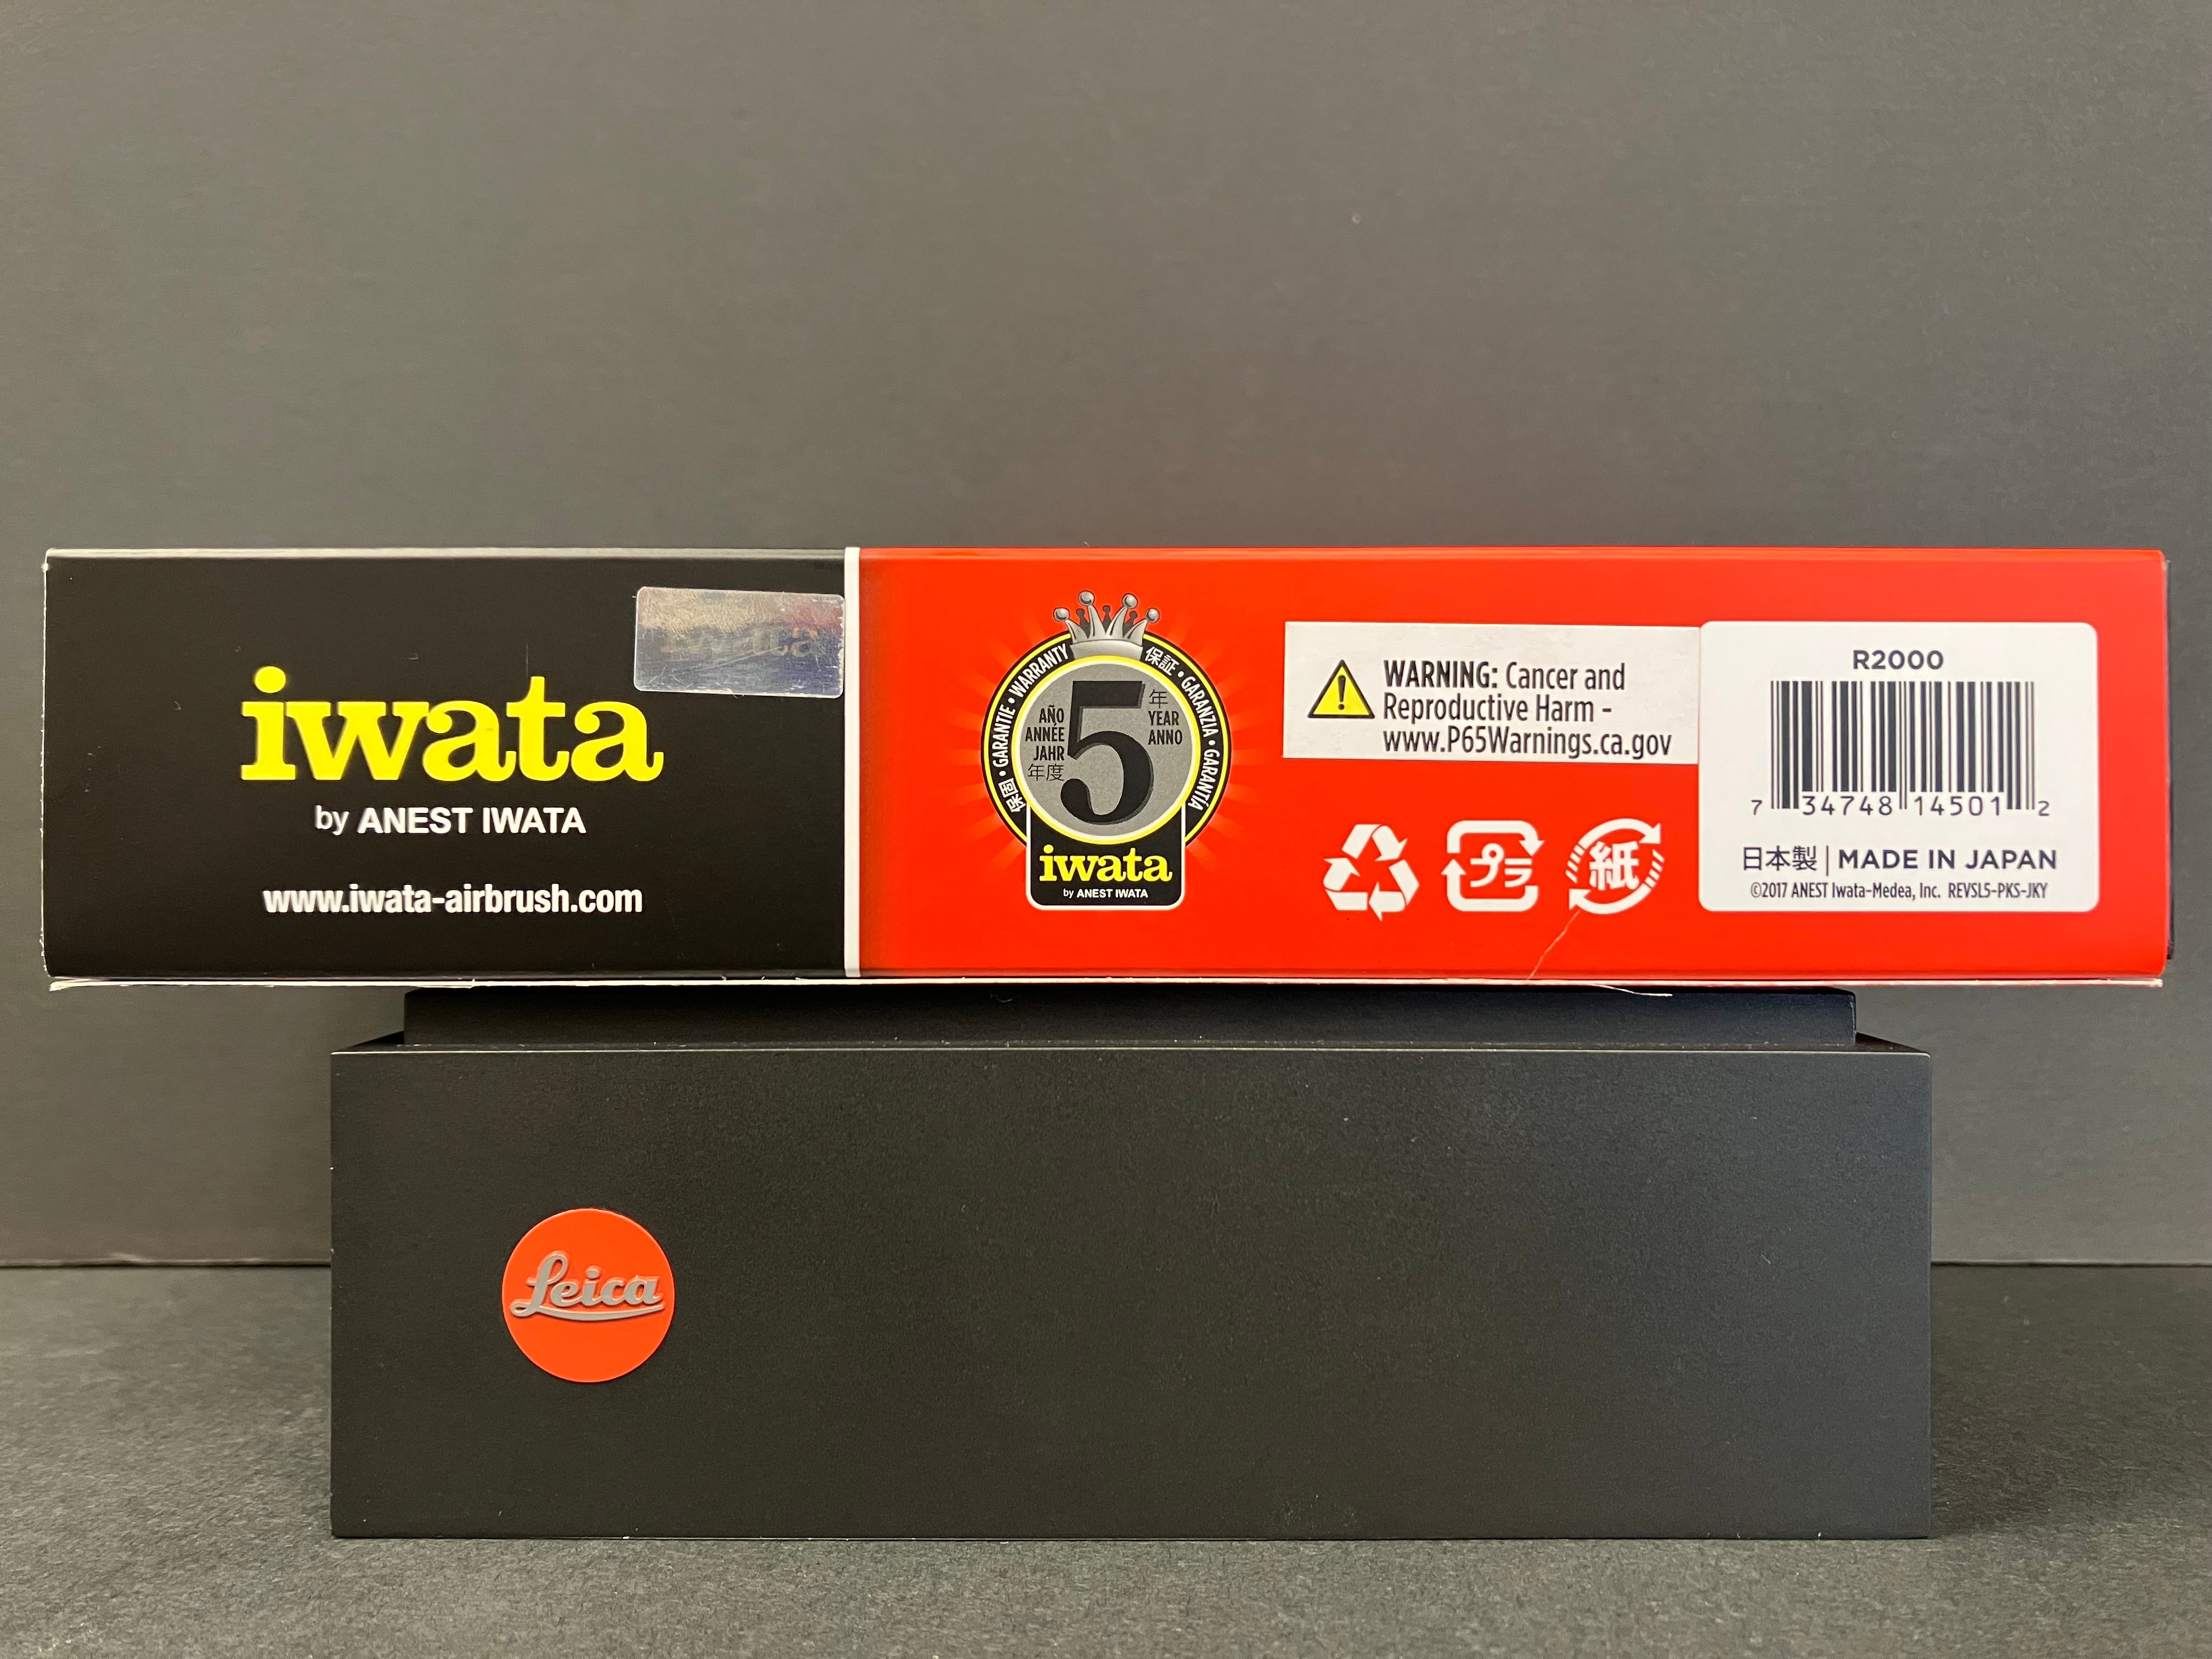 iwata
by ANEST IWATA
www.iwata-airbrush.com
iwata
保固 • GARANTIE • WARRANTY
保証 • GARANZIA • GARANTÍA
AÑO
ANNÉE
JAHR
年度
5
年
YEAR
ANNO
iwata
by ANEST IWATA
WARNING: Cancer and
Reproductive Harm -
www.P65Warnings.ca.gov
プラ
紙
R2000
7 34748 14501 2
日本製 | MADE IN JAPAN
©2017 ANEST Iwata-Medea, Inc. REVSL5-PKS-JKY
Leica